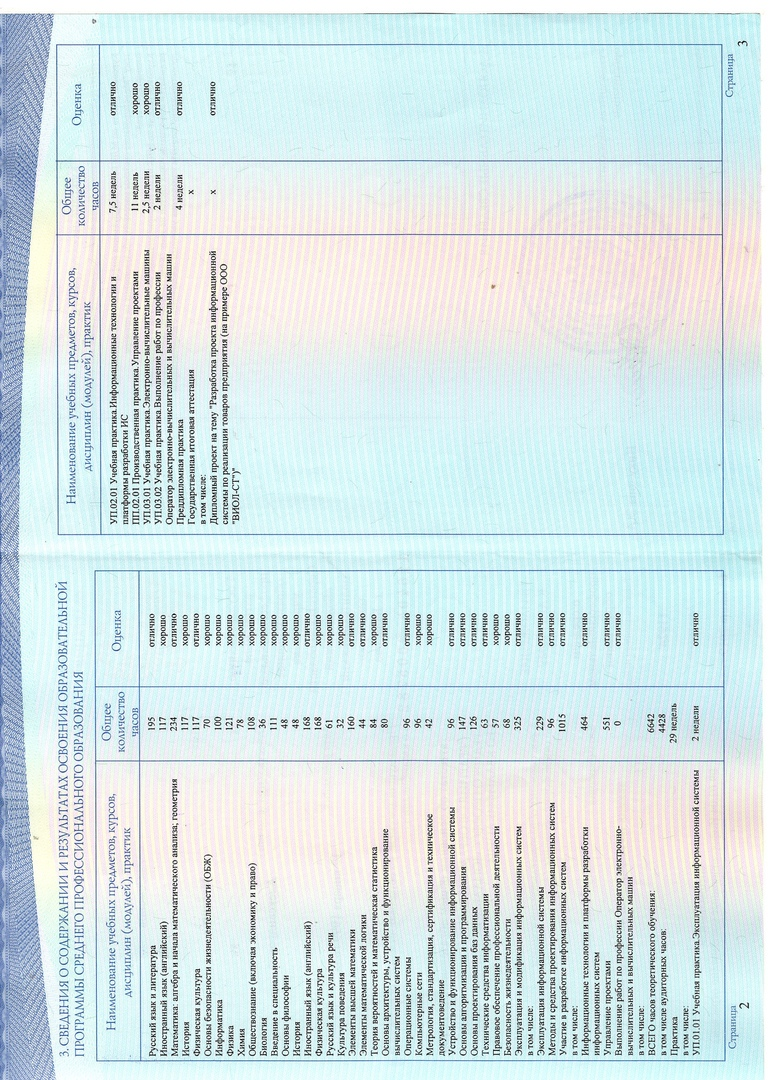 3. СВЕДЕНИЯ О СОДЕРЖАНИИ И РЕЗУЛЬТАТАХ ОСВОЕНИЯ ОБРАЗОВАТЕЛЬНОЙ
ПРОГРАММЫ СРЕДНЕГО ПРОФЕССИОНАЛЬНОГО ОБРАЗОВАНИЯ
Наименование учебных предметов, курсов,
дисциплин (модулей), практик
Общее
количество
часов
Оценка
Русский язык и литература 195 отлично
Иностранный язык (английский) 117 хорошо
Математика: алгебра и начала математического анализа; геометрия 234 отлично
История 117 хорошо
Физическая культура 117 отлично
Основы безопасности жизнедеятельности (ОБЖ) 70 хорошо
Информатика 100 хорошо
Физика 121 хорошо
Химия 78 хорошо
Обществознание (включая экономику и право) 108 хорошо
Биология 36 хорошо
Введение в специальность 111 хорошо
Основы философии 48 хорошо
История 48 хорошо
Иностранный язык (английский) 168 отлично
Физическая культура 168 хорошо
Русский язык и культура речи 61 хорошо
Культура поведения 32 хорошо
Элементы высшей математики 160 отлично
Элементы математической логики 44 отлично
Теория вероятностей и математическая статистика 84 хорошо
Основы архитектуры, устройство и функционирование 80 отлично
вычислительных систем
Операционные системы 96 отлично
Компьютерные сети 96 хорошо
Метрология, стандартизация, сертификация и техническое 42 хорошо
документоведение
Устройство и функционирование информационной системы 96 отлично
Основы алгоритмизации и программирования 147 отлично
Основы проектирования баз данных 126 отлично
Технические средства информатизации 63 отлично
Правовое обеспечение профессиональной деятельности 57 хорошо
Безопасность жизнедеятельности 68 хорошо
Эксплуатация и модификация информационных систем 325 отлично
в том числе:
Эксплуатация информационной системы 229 отлично
Методы и средства проектирования информационных систем 96 отлично
Участие в разработке информационных систем 1015 отлично
в том числе:
Информационные технологии и платформы разработки 464 отлично
информационных систем
Управление проектами 551 отлично
Выполнение работ по профессии Оператор электронно- 0 отлично
вычислительных и вычислительных машин
в том числе:
ВСЕГО часов теоретического обучения: 6642
в том числе аудиторных часов: 4428
Практика 29 недель
в том числе:
УП.01.01 Учебная практика.Эксплуатация информационной системы 2 недели отлично
Страница 2
Наименование учебных предметов, курсов,
дисциплин (модулей), практик
Общее
количество
часов
Оценка
УП.02.01 Учебная практика.Информационные технологии и 7,5 недель отлично
платформы разработки ИС
ПП.02.01 Производственная практика.Управление проектами 11 недель хорошо
УП.03.01 Учебная практика.Электронно-вычислительные машины 2,5 недели хорошо
УП.03.02 Учебная практика.Выполнение работ по профессии 2 недели отлично
Оператор электронно-вычислительных и вычислительных машин
Преддипломная практика 4 недели отлично
Государственная итоговая аттестация х
в том числе:
Дипломный проект на тему "Разработка проекта информационной х отлично
системы по реализации товаров предприятия (на примере ООО
"ВИОЛ-СТ")"
Страница 3